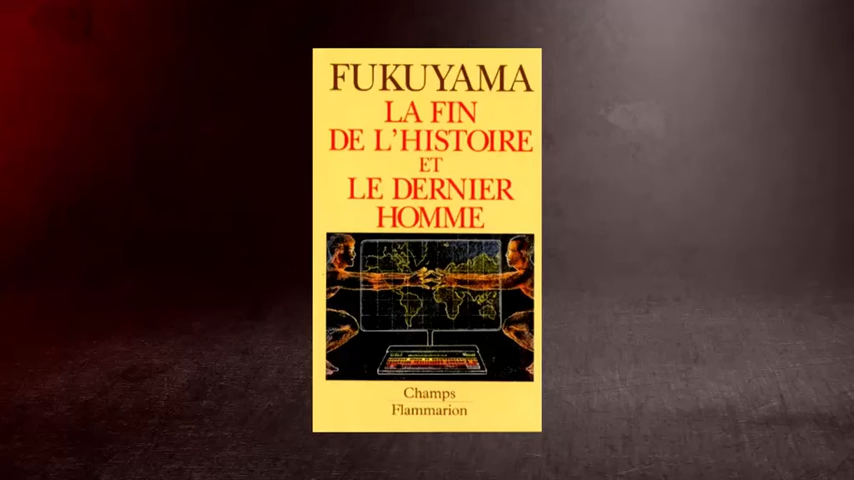 FUKUYAMA
LA FIN
DE L'HISTOIRE
ET
LE DERNIER
HOMME
Champs
Flammarion